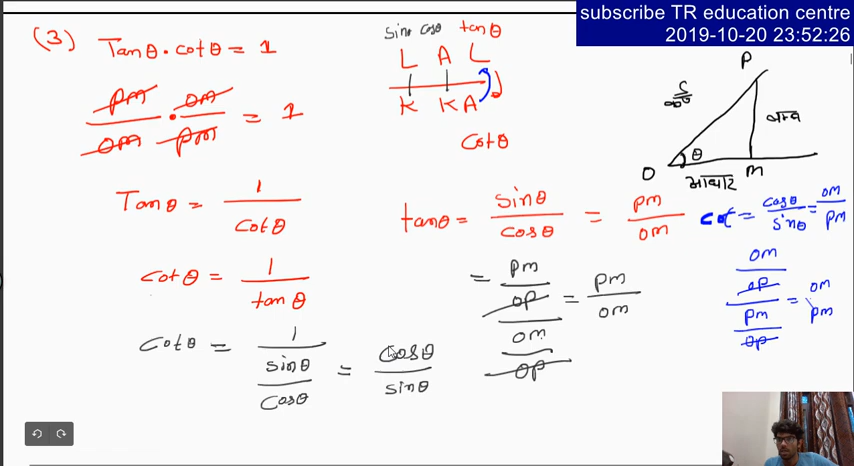 subscribe TR education centre
2019-10-20 23:52:26
(3) Tanθ · cotθ = 1
pm/om · om/pm = 1
Tanθ = 1/cotθ
cotθ = 1/tanθ
cotθ = 1/(sinθ/cosθ) = cosθ/sinθ
sinθ cosθ tanθ
L A L
K K A
cotθ
tanθ = sinθ/cosθ = pm/om
= (pm/op)/(om/op) = pm/om
P
लम्ब
O θ M
आधार
cot = cosθ/sinθ = om/pm
(om/op)/(pm/op) = om/pm